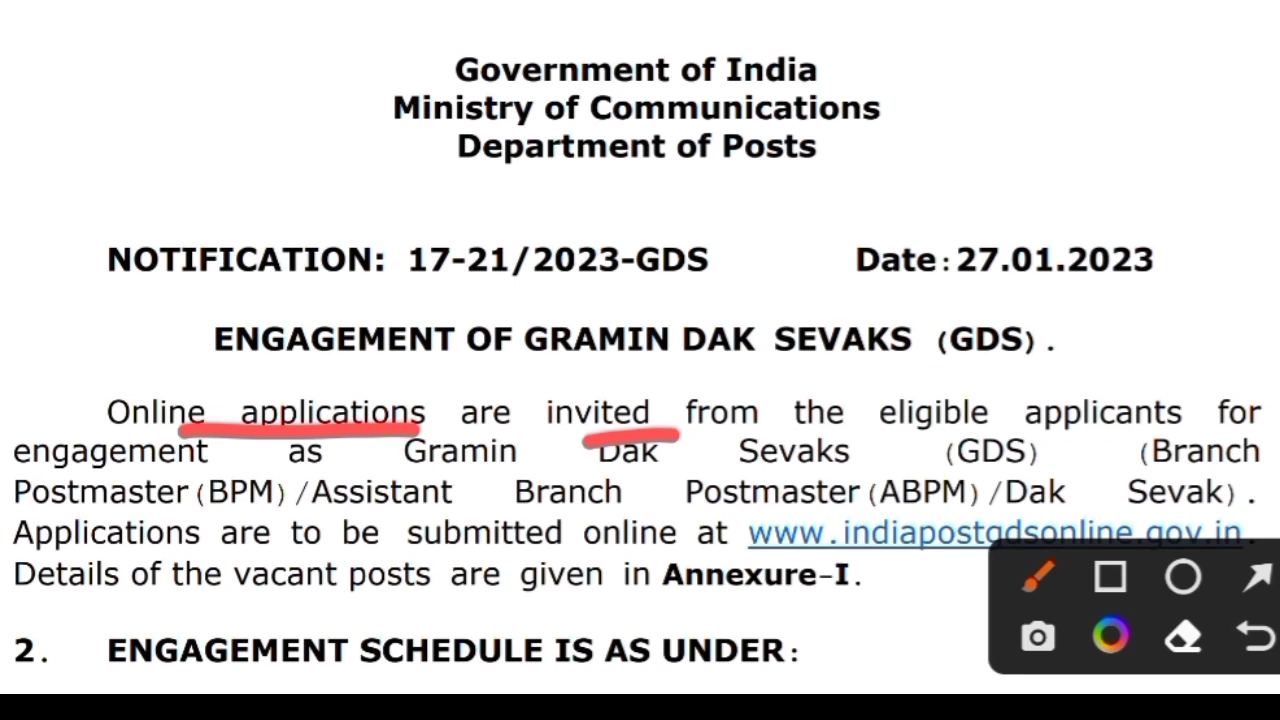 Government of India
Ministry of Communications
Department of Posts
NOTIFICATION: 17-21/2023-GDS Date:27.01.2023
ENGAGEMENT OF GRAMIN DAK SEVAKS (GDS).
Online applications are invited from the eligible applicants for
engagement as Gramin Dak Sevaks (GDS) (Branch
Postmaster(BPM)/Assistant Branch Postmaster(ABPM)/Dak Sevak).
Applications are to be submitted online at www.indiapostgdsonline.gov.in.
Details of the vacant posts are given in Annexure-I.
2. ENGAGEMENT SCHEDULE IS AS UNDER: